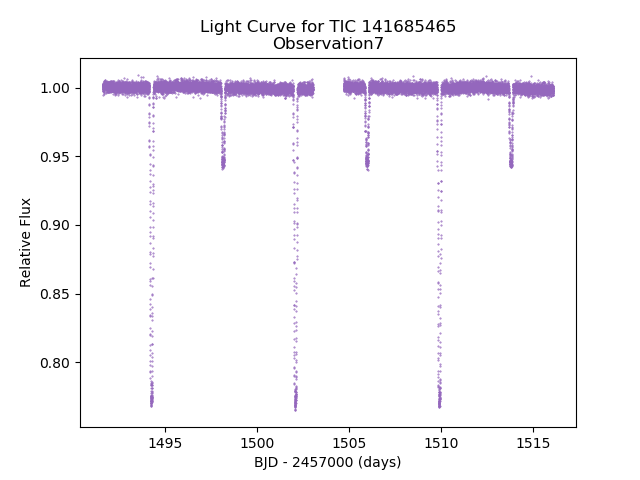 Light Curve for TIC 141685465
Observation7
1.00
0.95
0.90
0.85
0.80
Relative Flux
1495
1500
1505
1510
1515
BJD - 2457000 (days)